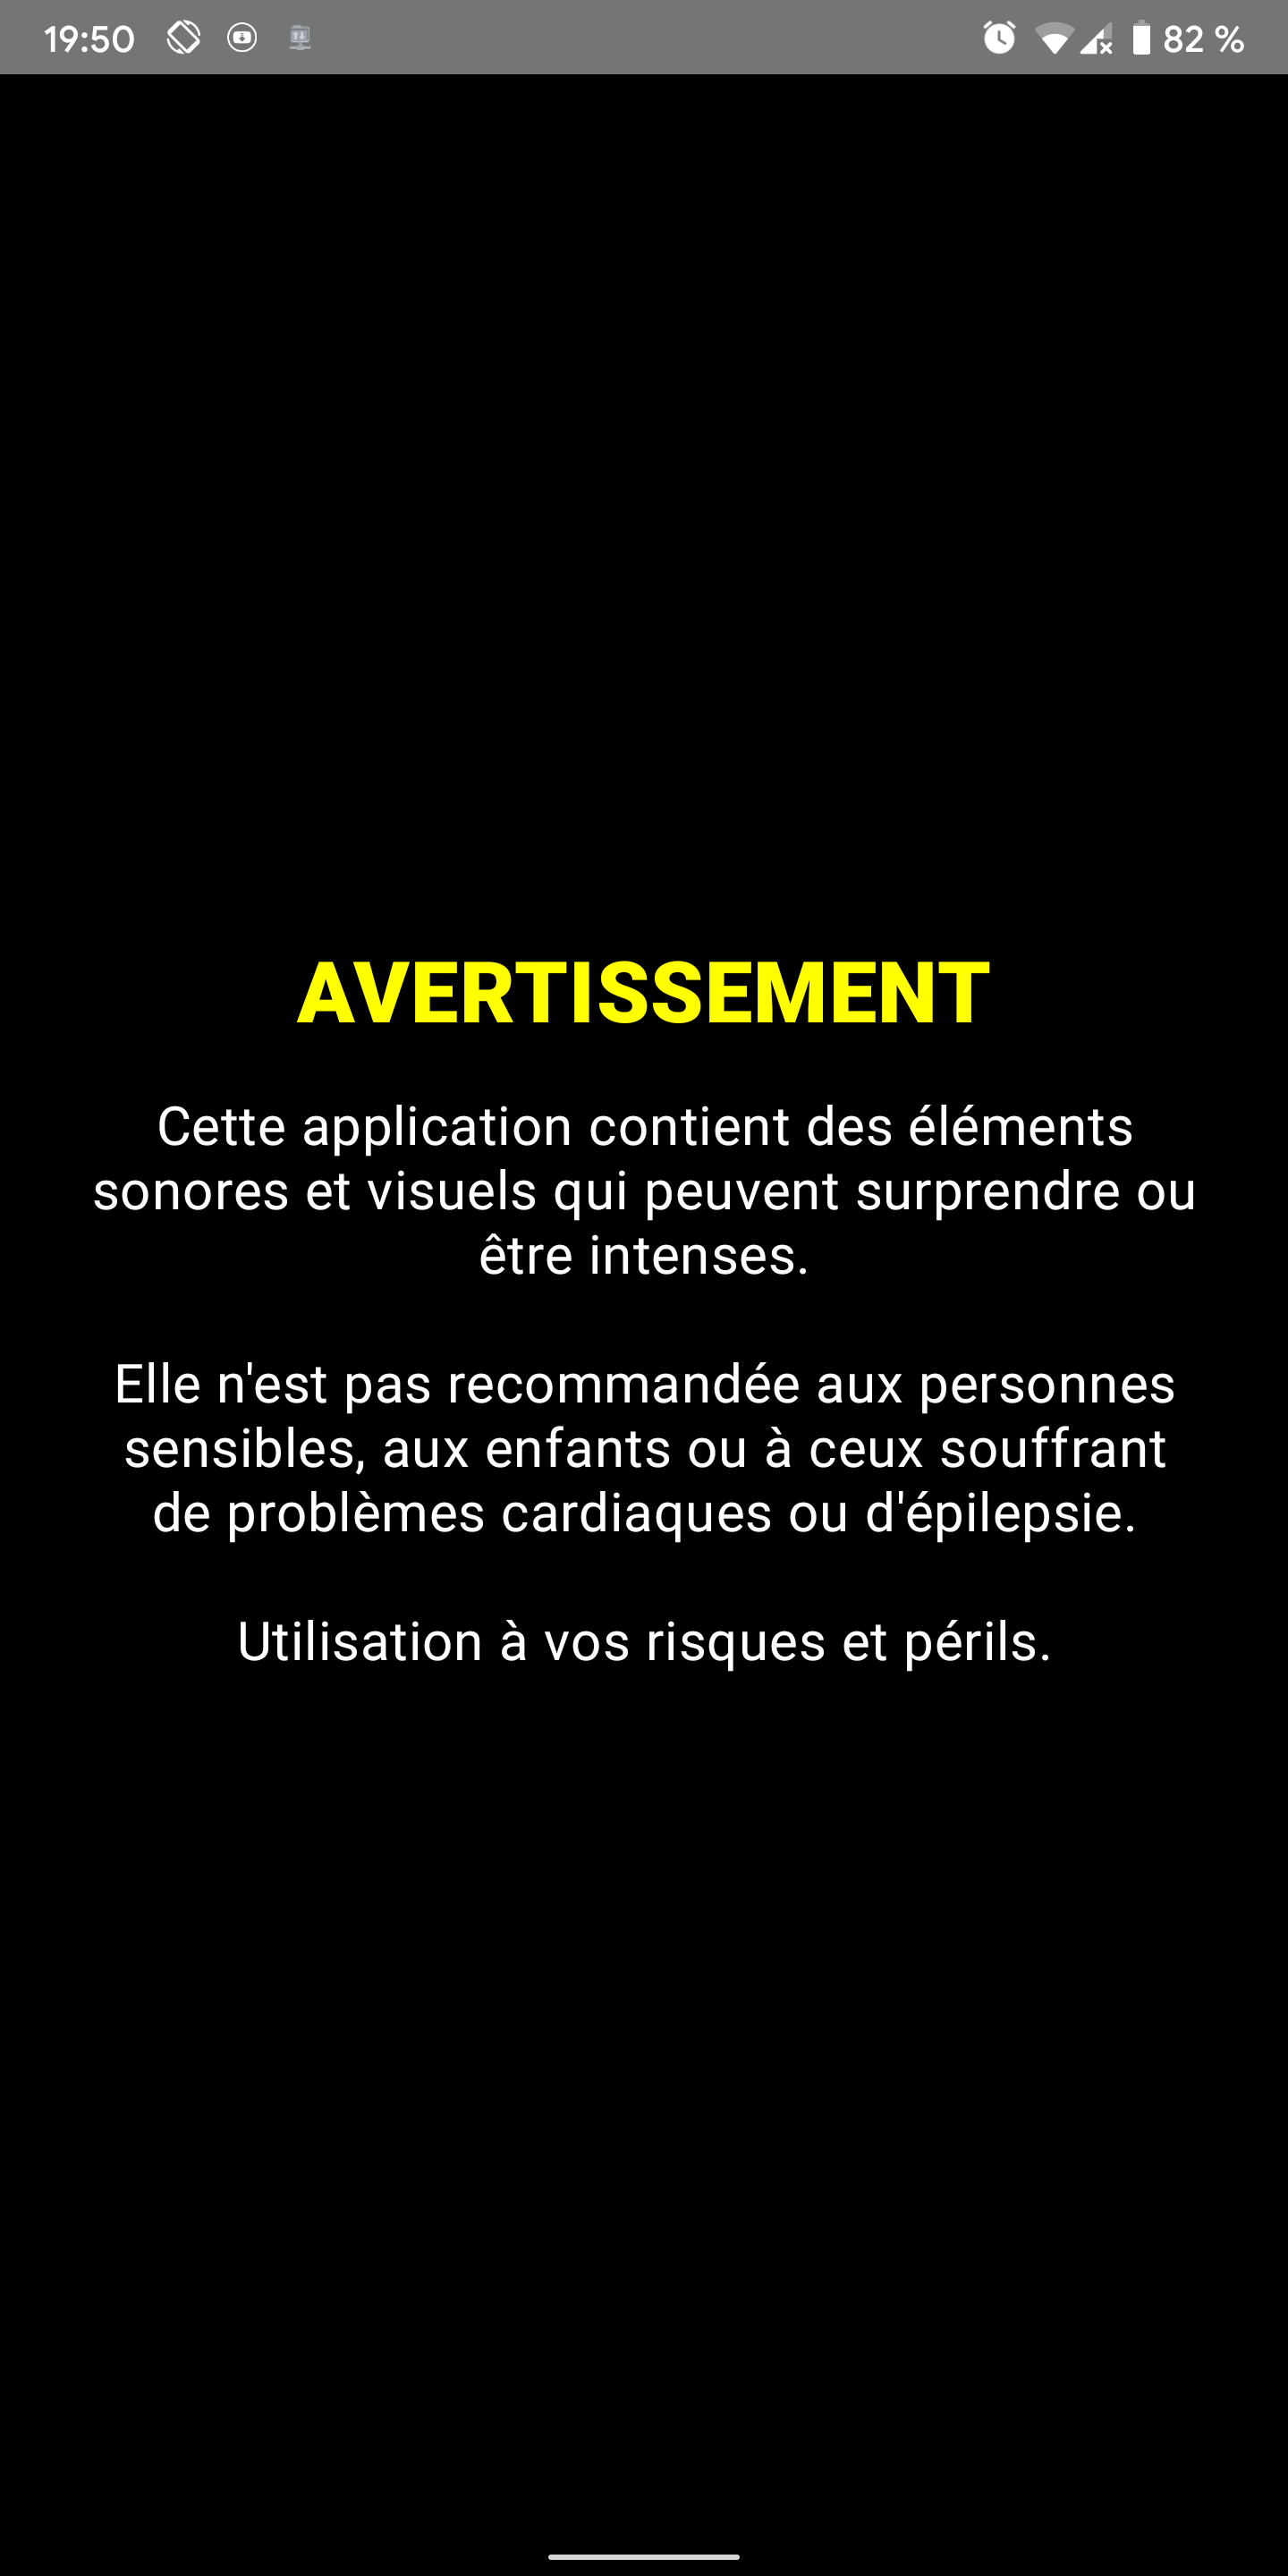 19:50
82 %
AVERTISSEMENT
Cette application contient des éléments
sonores et visuels qui peuvent surprendre ou
être intenses.
Elle n'est pas recommandée aux personnes
sensibles, aux enfants ou à ceux souffrant
de problèmes cardiaques ou d'épilepsie.
Utilisation à vos risques et périls.